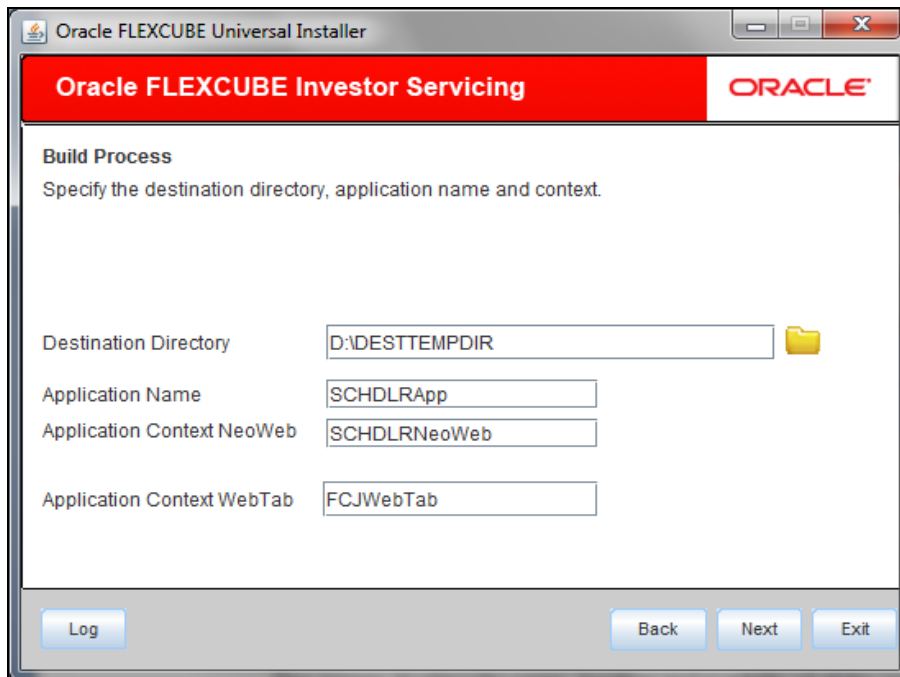 Oracle FLEXCUBE Universal Installer
Oracle FLEXCUBE Investor Servicing
ORACLE
Build Process
Specify the destination directory, application name and context.
Destination Directory D:\DESTTEMPDIR
Application Name SCHDLRApp
Application Context NeoWeb SCHDLRNeoWeb
Application Context WebTab FCJWebTab
Log Back Next Exit